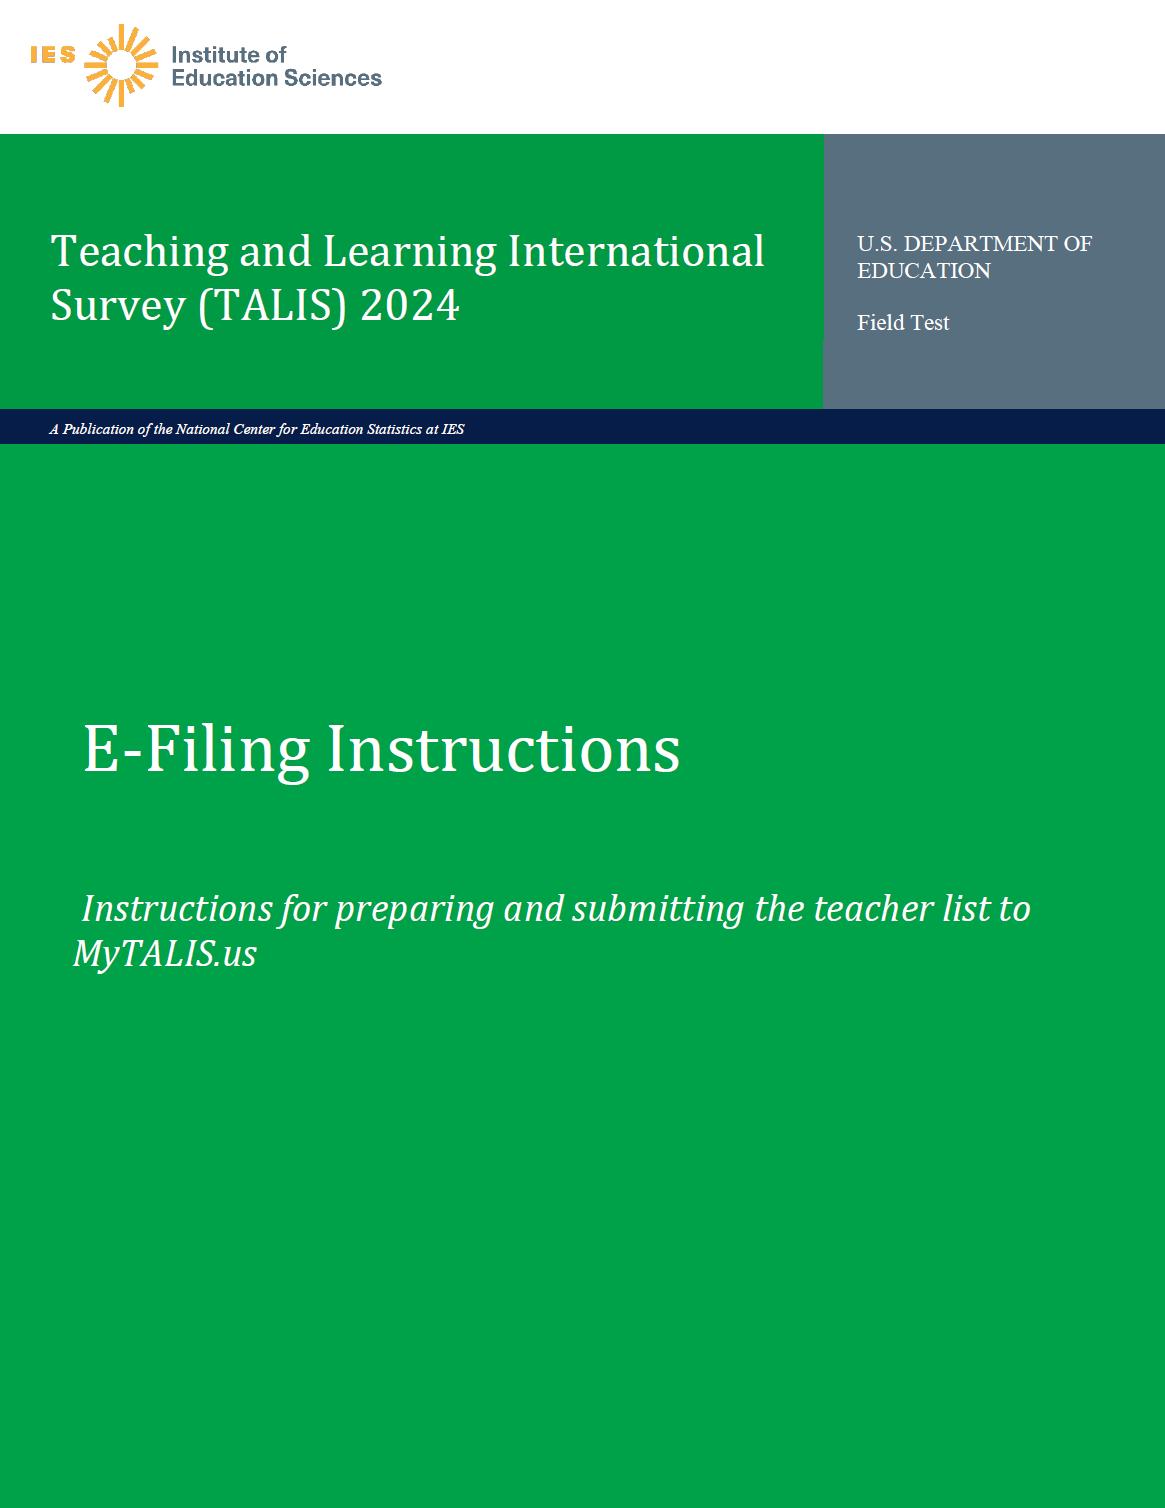 IES
Institute of
Education Sciences
Teaching and Learning International
Survey (TALIS) 2024
U.S. DEPARTMENT OF
EDUCATION
Field Test
A Publication of the National Center for Education Statistics at IES
E-Filing Instructions
Instructions for preparing and submitting the teacher list to
MyTALIS.us